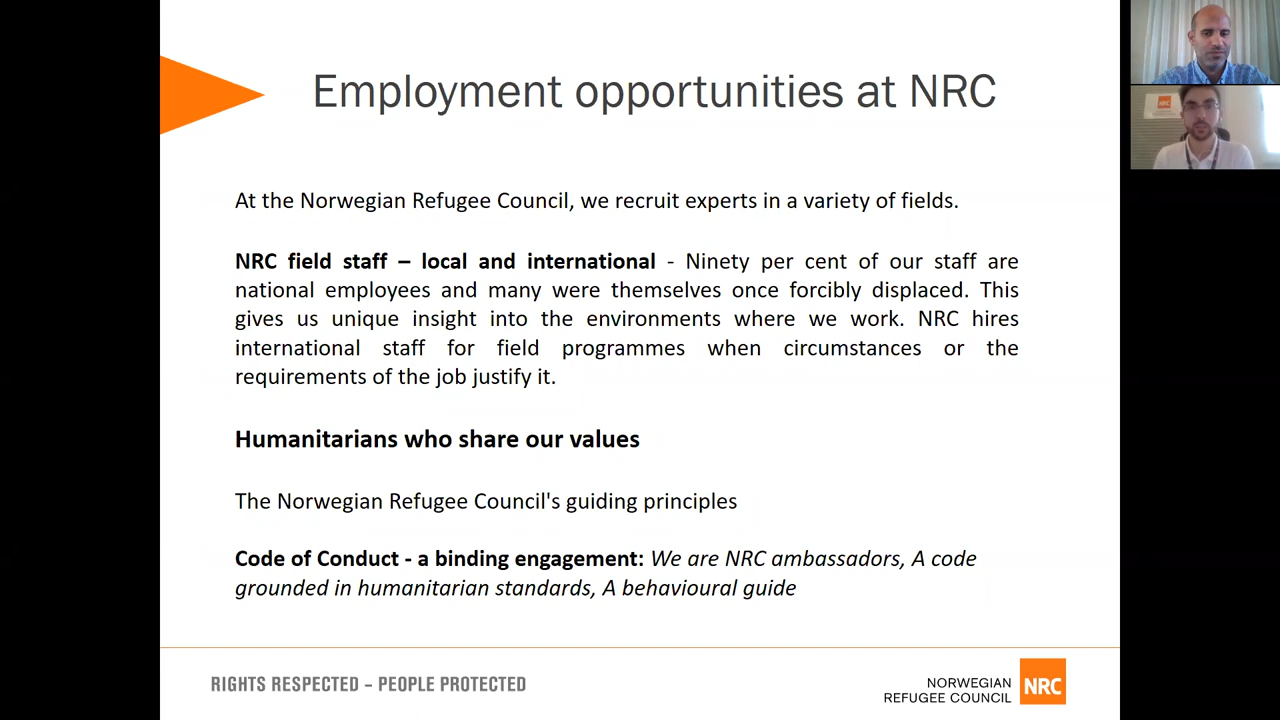 Employment opportunities at NRC
At the Norwegian Refugee Council, we recruit experts in a variety of fields.
NRC field staff – local and international - Ninety per cent of our staff are
national employees and many were themselves once forcibly displaced. This
gives us unique insight into the environments where we work. NRC hires
international staff for field programmes when circumstances or the
requirements of the job justify it.
Humanitarians who share our values
The Norwegian Refugee Council's guiding principles
Code of Conduct - a binding engagement: We are NRC ambassadors, A code
grounded in humanitarian standards, A behavioural guide
RIGHTS RESPECTED – PEOPLE PROTECTED
NORWEGIAN
REFUGEE COUNCIL
NRC
NRC